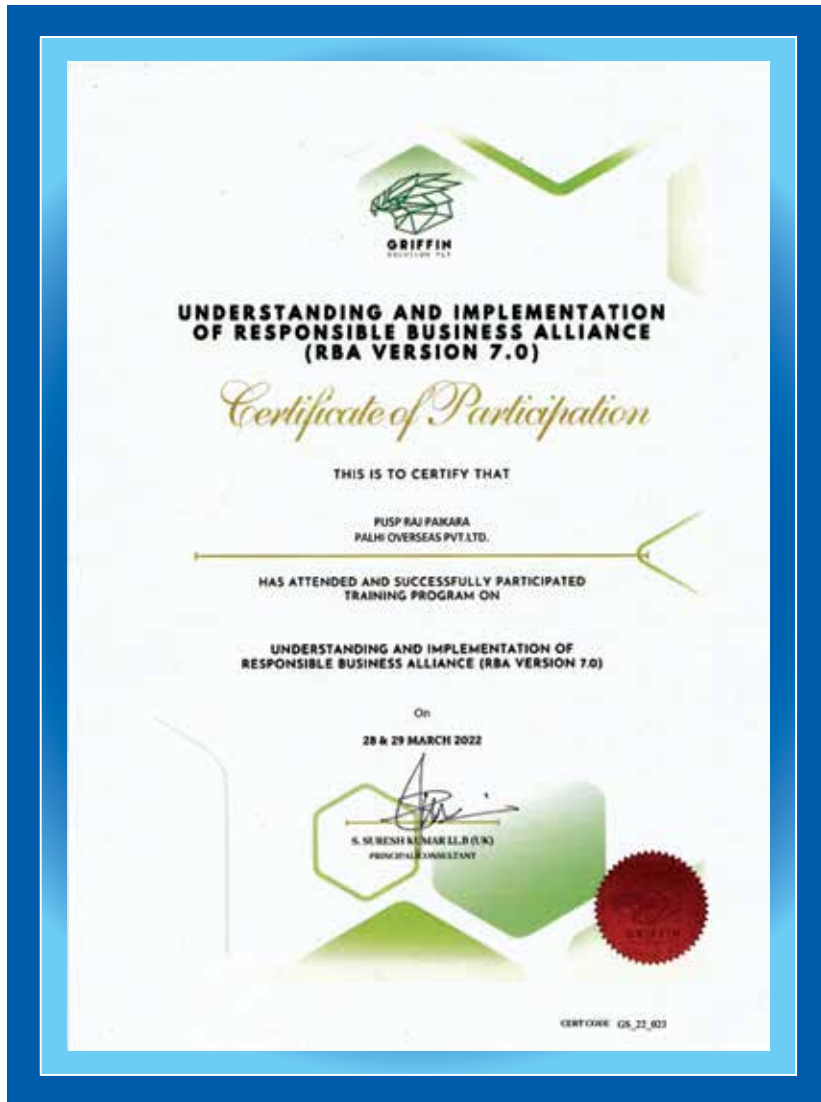 GRIFFIN
SOLUTION PLT
UNDERSTANDING AND IMPLEMENTATION
OF RESPONSIBLE BUSINESS ALLIANCE
(RBA VERSION 7.0)
Certificate of Participation
THIS IS TO CERTIFY THAT
PUSP RAJ PAIKARA
PALHI OVERSEAS PVT.LTD.
HAS ATTENDED AND SUCCESSFULLY PARTICIPATED
TRAINING PROGRAM ON
UNDERSTANDING AND IMPLEMENTATION OF
RESPONSIBLE BUSINESS ALLIANCE (RBA VERSION 7.0)
On
28 & 29 MARCH 2022
S. SURESH KUMAR LL.B (UK)
PRINCIPAL CONSULTANT
GRIFFIN
CERT CODE GS_22_023